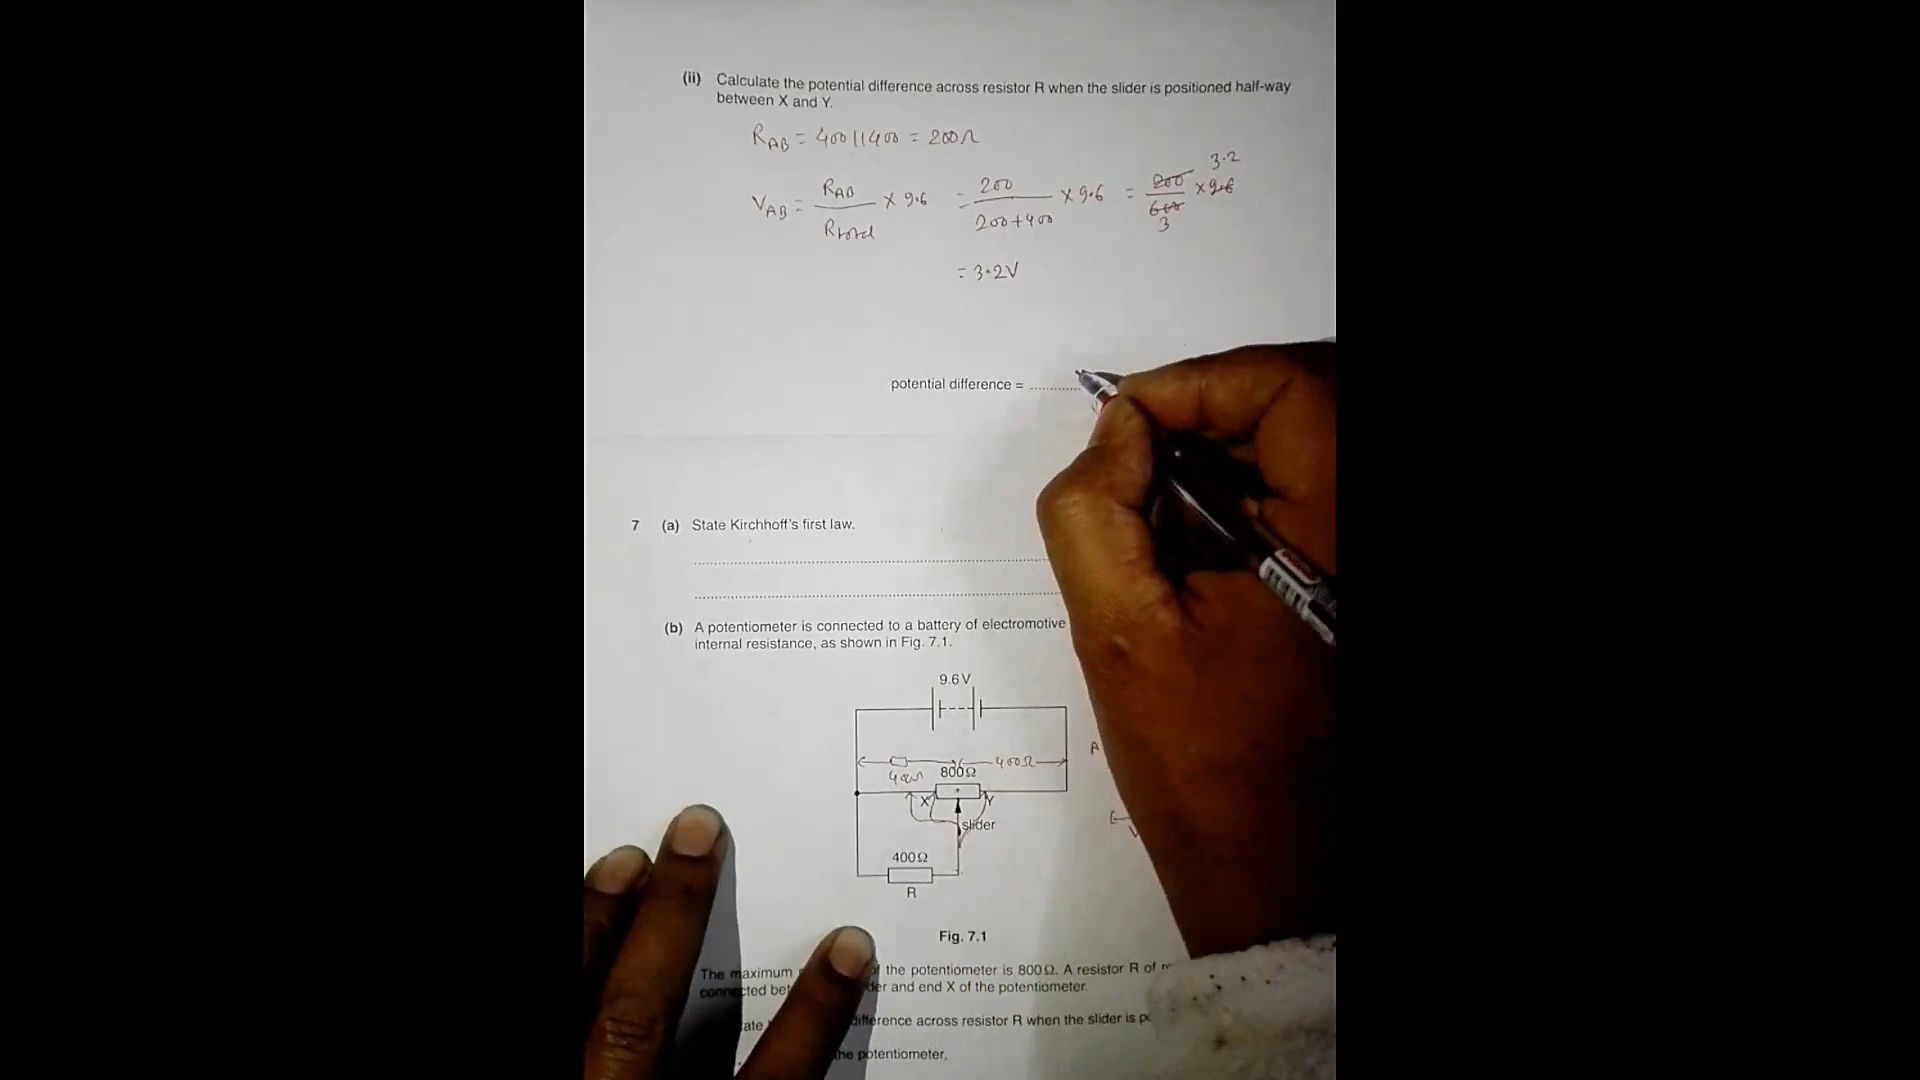 (ii) Calculate the potential difference across resistor R when the slider is positioned half-way
between X and Y.
R_AB = 400 || 400 = 200Ω
V_AB = R_AB / R_total × 9.6 = 200 / 200+400 × 9.6 = 200 / 600 × 9.6 3.2
3
= 3.2V
potential difference = ............
7 (a) State Kirchhoff's first law.
(b) A potentiometer is connected to a battery of electromotive
internal resistance, as shown in Fig. 7.1.
9.6 V
400Ω
400Ω 800Ω
A
X Y
slider
V
400Ω
R
Fig. 7.1
The maximum of the potentiometer is 800Ω. A resistor R of
connected der and end X of the potentiometer.
difference across resistor R when the slider is
the potentiometer,